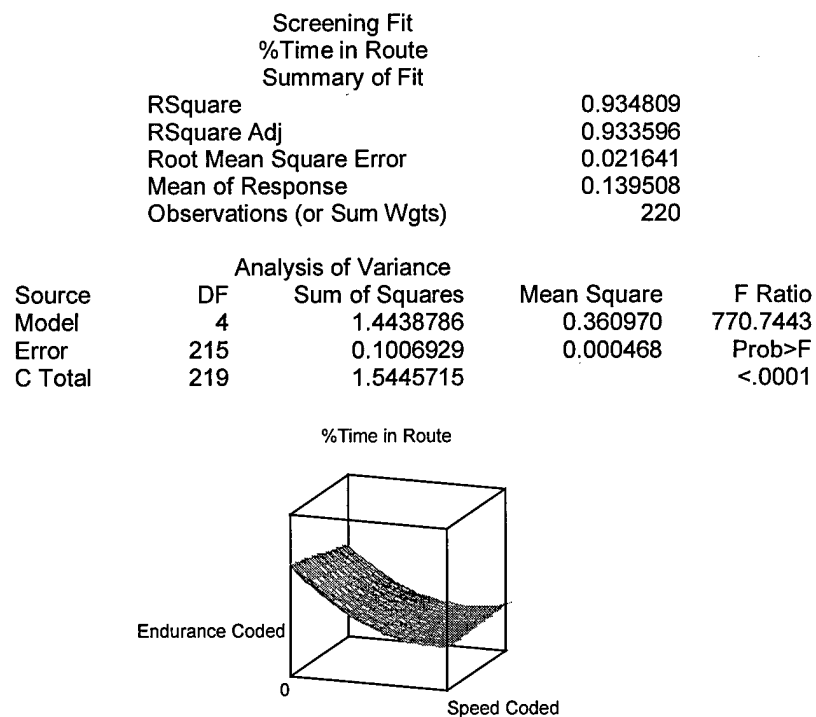 Screening Fit
%Time in Route
Summary of Fit
RSquare 0.934809
RSquare Adj 0.933596
Root Mean Square Error 0.021641
Mean of Response 0.139508
Observations (or Sum Wgts) 220
Analysis of Variance
Source DF Sum of Squares Mean Square F Ratio
Model 4 1.4438786 0.360970 770.7443
Error 215 0.1006929 0.000468 Prob>F
C Total 219 1.5445715 <.0001
%Time in Route
Endurance Coded
0
Speed Coded